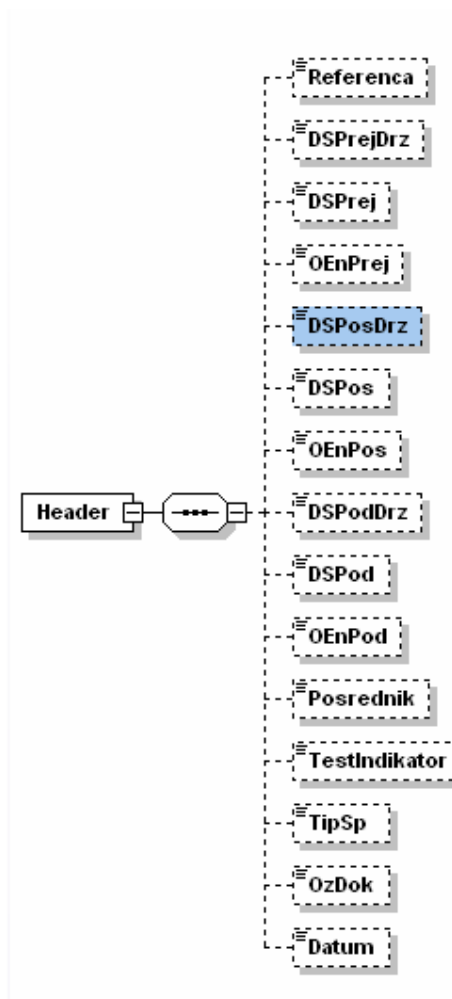 Referenca
DSPrejDrz
DSPrej
OEnPrej
DSPosDrz
DSPos
OEnPos
Header
DSPodDrz
DSPod
OEnPod
Posrednik
TestIndikator
TipSp
OzDok
Datum